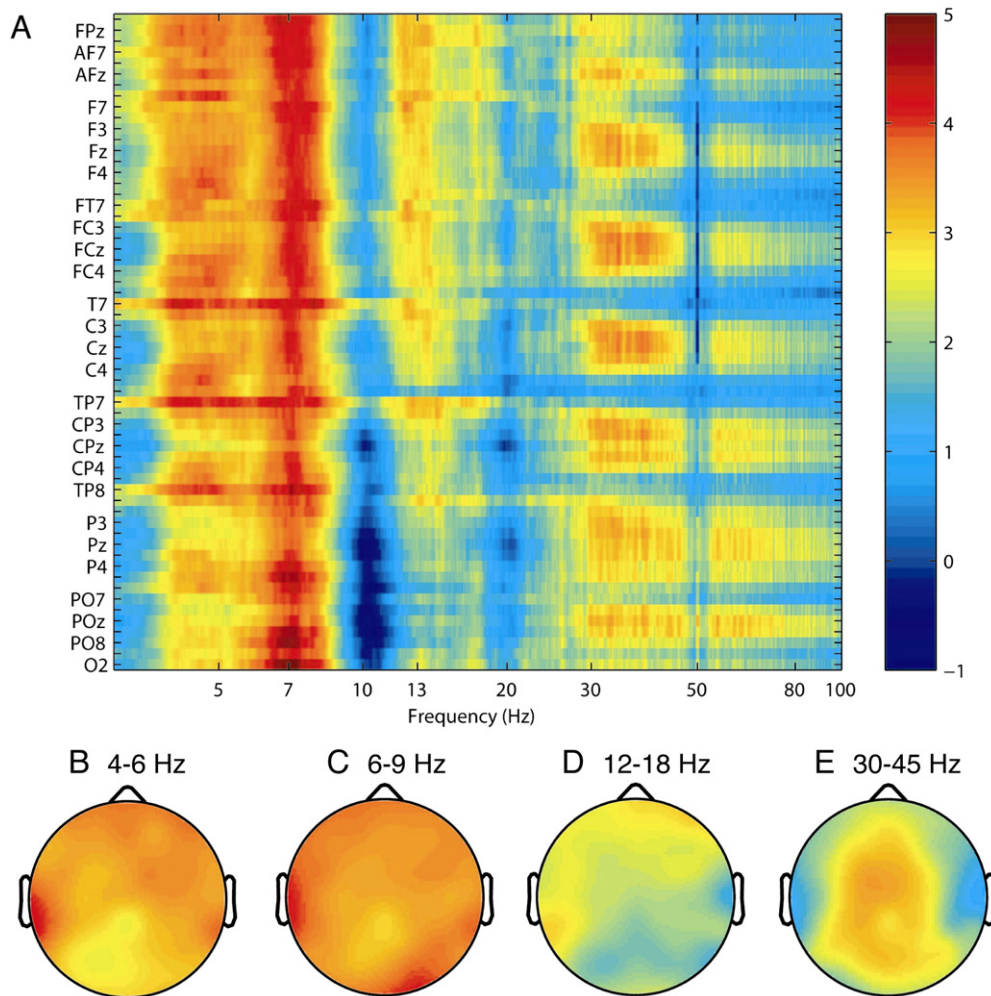 A
FPz
AF7
AFz
F7
F3
Fz
F4
FT7
FC3
FCz
FC4
T7
C3
Cz
C4
TP7
CP3
CPz
CP4
TP8
P3
Pz
P4
PO7
POz
PO8
O2
5 7 10 13 20 30 50 80 100
Frequency (Hz)
5
4
3
2
1
0
−1
B 4-6 Hz
C 6-9 Hz
D 12-18 Hz
E 30-45 Hz